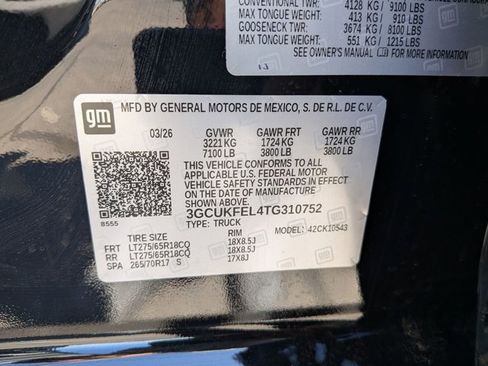 CONVENTIONAL TWR: 4128 KG / 9100 LBS
MAX TONGUE WT: 413 KG / 910 LBS
GOOSENECK TWR: 3674 KG / 8100 LBS
MAX TONGUE WT: 551 KG / 1215 LBS
SEE OWNER'S MANUAL FOR MORE INFORMATION
gm
MFD BY GENERAL MOTORS DE MEXICO, S. DE R.L. DE C.V.
03/26 GVWR GAWR FRT GAWR RR
3221 KG 1724 KG 1724 KG
7100 LB 3800 LB 3800 LB
THIS VEHICLE CONFORMS TO ALL
APPLICABLE U.S. FEDERAL MOTOR
VEHICLE SAFETY STANDARDS IN
EFFECT ON THE DATE OF
MANUFACTURE SHOWN ABOVE.
3GCUKFEL4TG310752
8555 TYPE: TRUCK 42CK10543
TIRE SIZE RIM
FRT LT275/65R18CQ 18X8.5J
RR LT275/65R18CQ 18X8.5J
SPA 265/70R17 S 17X8J